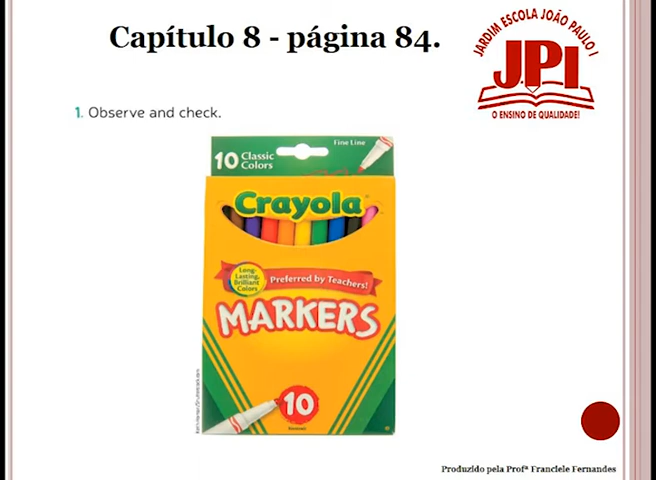 Capítulo 8 - página 84.
JARDIM ESCOLA JOÃO PAULO I
JPI
O ENSINO DE QUALIDADE!
1. Observe and check.
Fine Line
10 Classic
Colors
Crayola
Long-
Lasting,
Brilliant
Colors
Preferred by Teachers!
MARKERS
10
Produzido pela Profª Franciele Fernandes